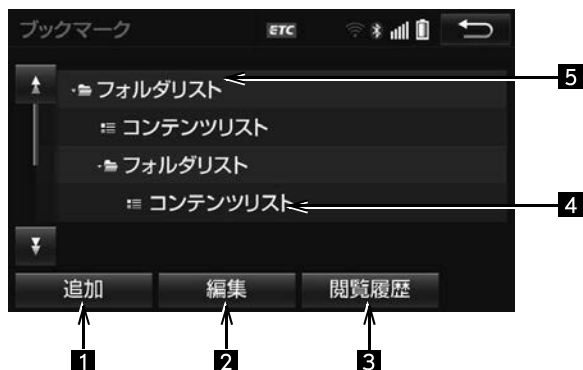 ブックマーク ETC
5
フォルダリスト
コンテンツリスト
フォルダリスト
コンテンツリスト
4
追加 編集 閲覧履歴
1 2 3